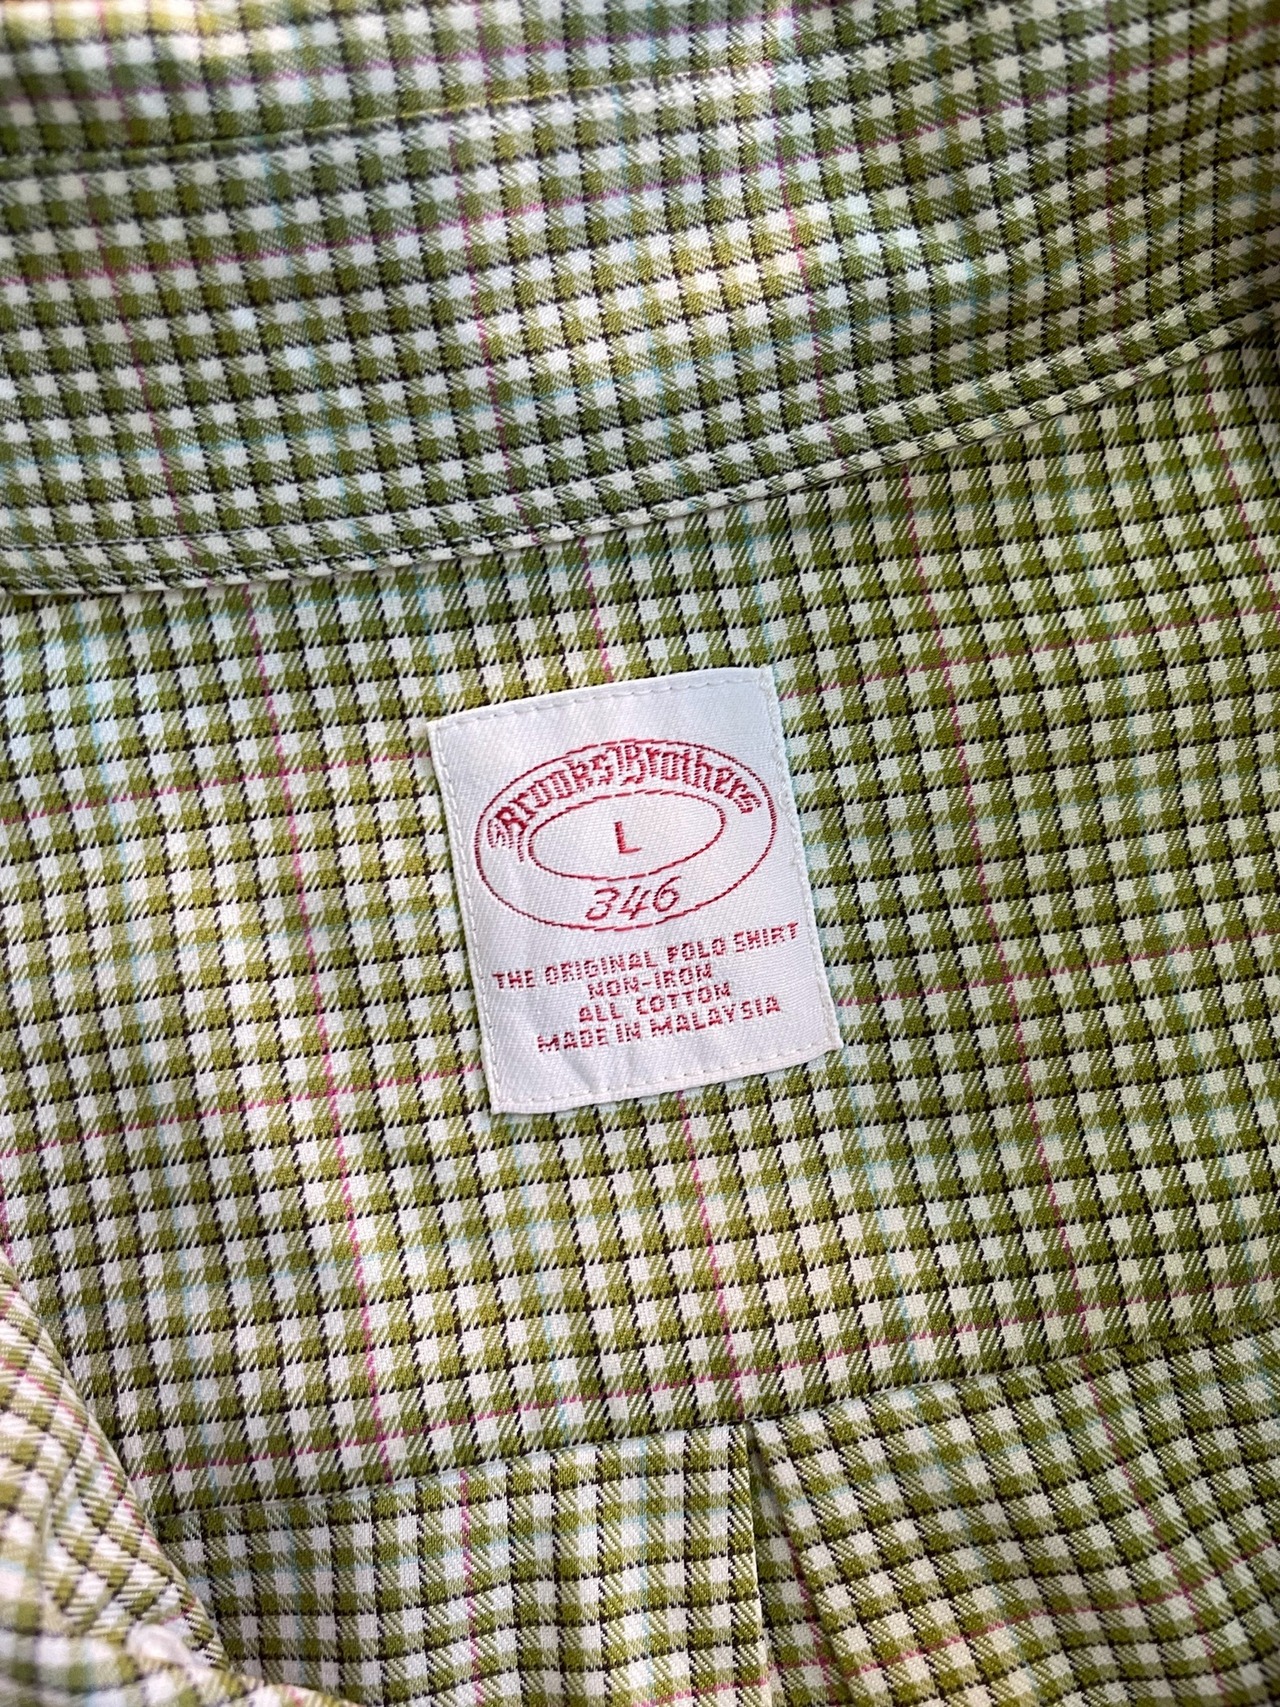 Brooks Brothers
L
346
THE ORIGINAL POLO SHIRT
NON-IRON
ALL COTTON
MADE IN MALAYSIA